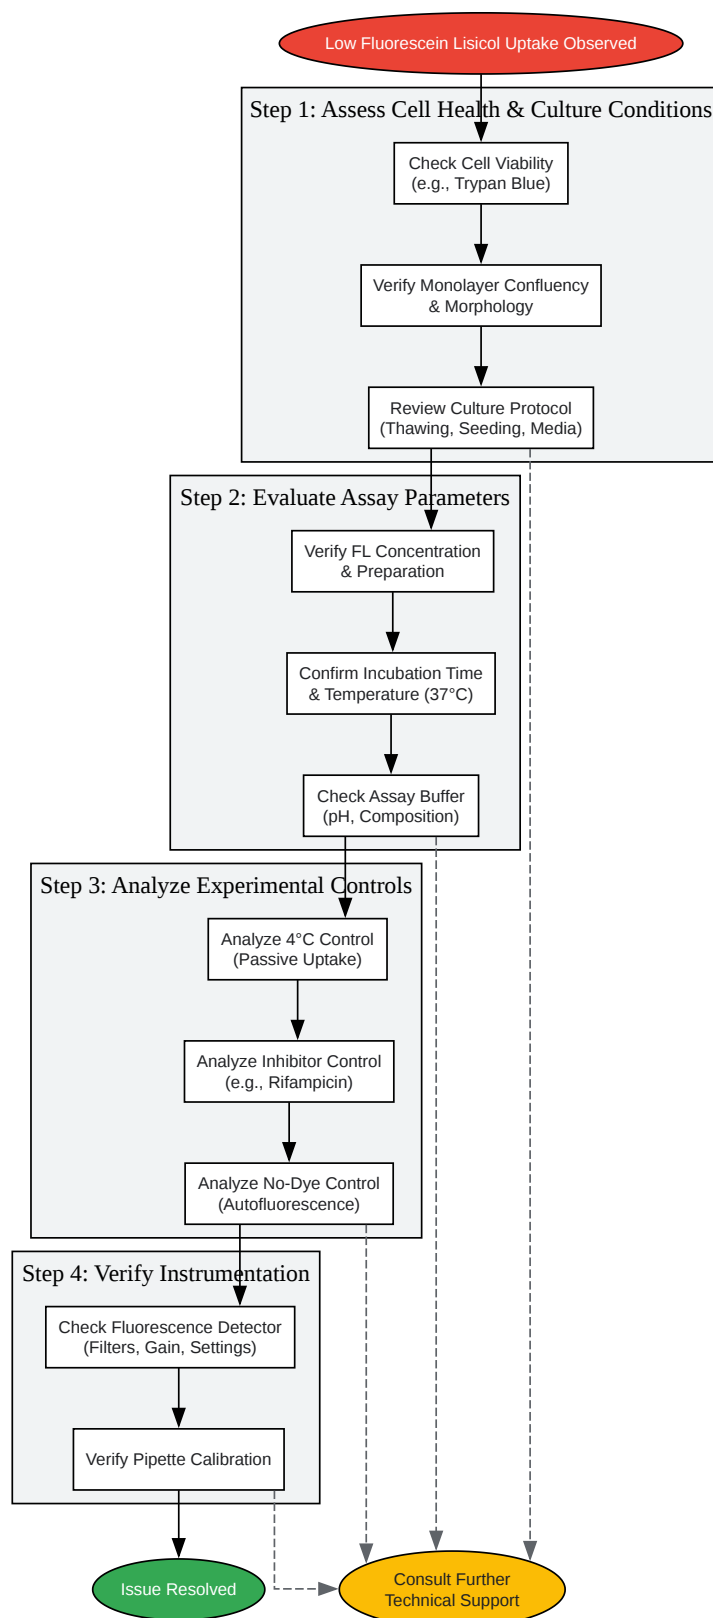 Low Fluorescein Lisicol Uptake Observed
Step 1: Assess Cell Health & Culture Conditions
Check Cell Viability
(e.g., Trypan Blue)
Verify Monolayer Confluency
& Morphology
Review Culture Protocol
(Thawing, Seeding, Media)
Step 2: Evaluate Assay Parameters
Verify FL Concentration
& Preparation
Confirm Incubation Time
& Temperature (37°C)
Check Assay Buffer
(pH, Composition)
Step 3: Analyze Experimental Controls
Analyze 4°C Control
(Passive Uptake)
Analyze Inhibitor Control
(e.g., Rifampicin)
Analyze No-Dye Control
(Autofluorescence)
Step 4: Verify Instrumentation
Check Fluorescence Detector
(Filters, Gain, Settings)
Verify Pipette Calibration
Issue Resolved
Consult Further
Technical Support